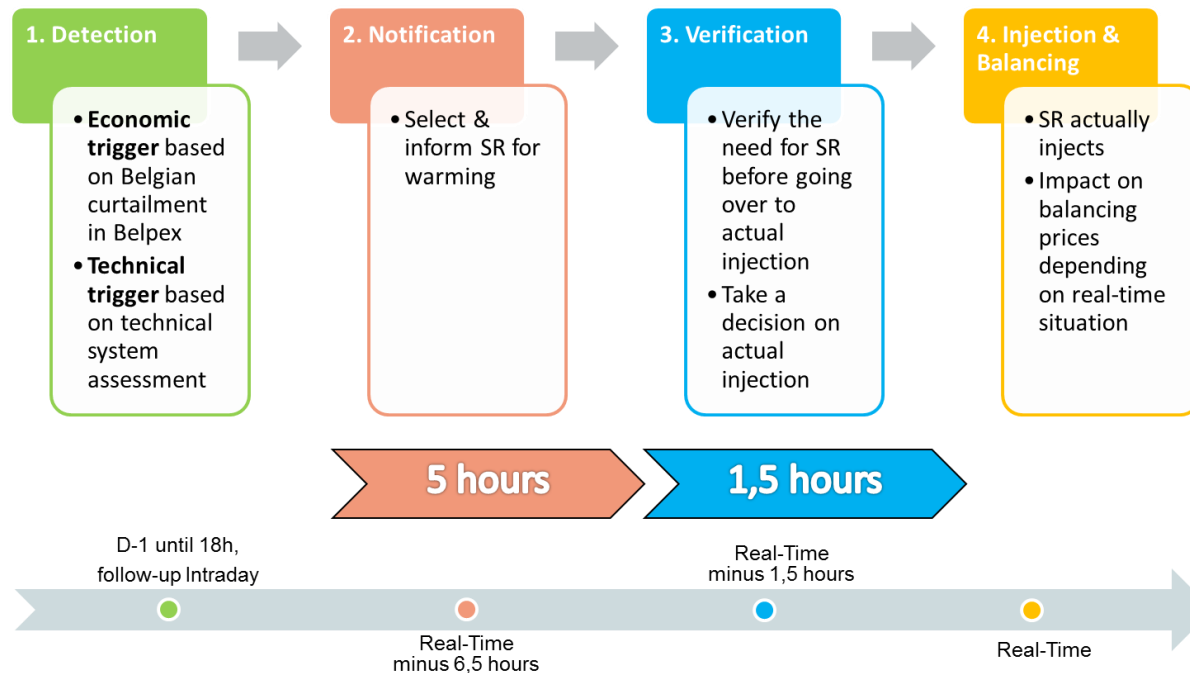 1. Detection
• Economic
trigger based
on Belgian
curtailment
in Belpex
• Technical
trigger based
on technical
system
assessment
2. Notification
• Select &
inform SR for
warming
3. Verification
• Verify the
need for SR
before going
over to
actual
injection
• Take a
decision on
actual
injection
4. Injection &
Balancing
• SR actually
injects
• Impact on
balancing
prices
depending
on real-time
situation
5 hours
1,5 hours
D-1 until 18h,
follow-up Intraday
Real-Time
minus 6,5 hours
Real-Time
minus 1,5 hours
Real-Time